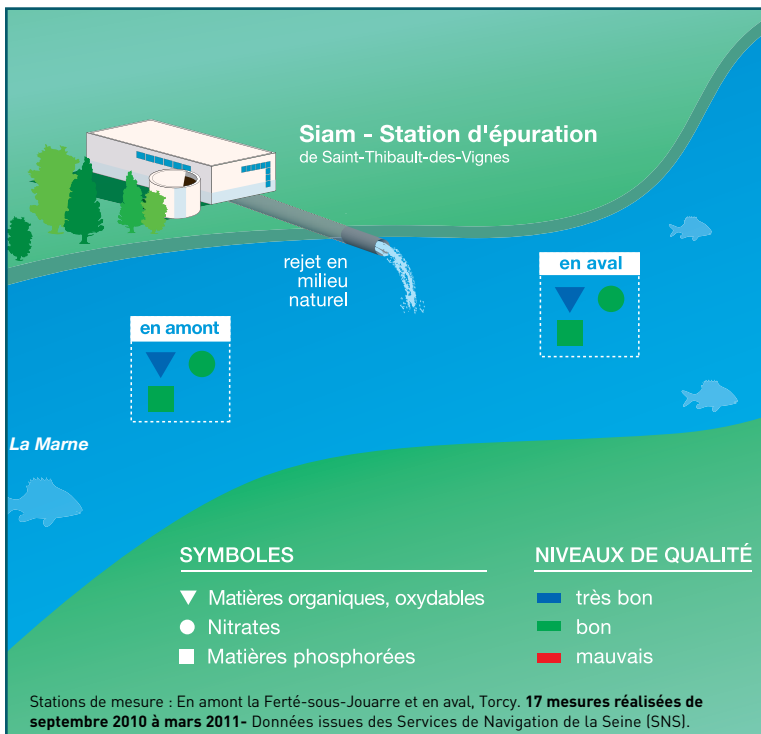 Siam - Station d'épuration
de Saint-Thibault-des-Vignes
rejet en
milieu
naturel
en aval
en amont
La Marne
SYMBOLES
Matières organiques, oxydables
Nitrates
Matières phosphorées
NIVEAUX DE QUALITÉ
très bon
bon
mauvais
Stations de mesure : En amont la Ferté-sous-Jouarre et en aval, Torcy. 17 mesures réalisées de
septembre 2010 à mars 2011- Données issues des Services de Navigation de la Seine (SNS).